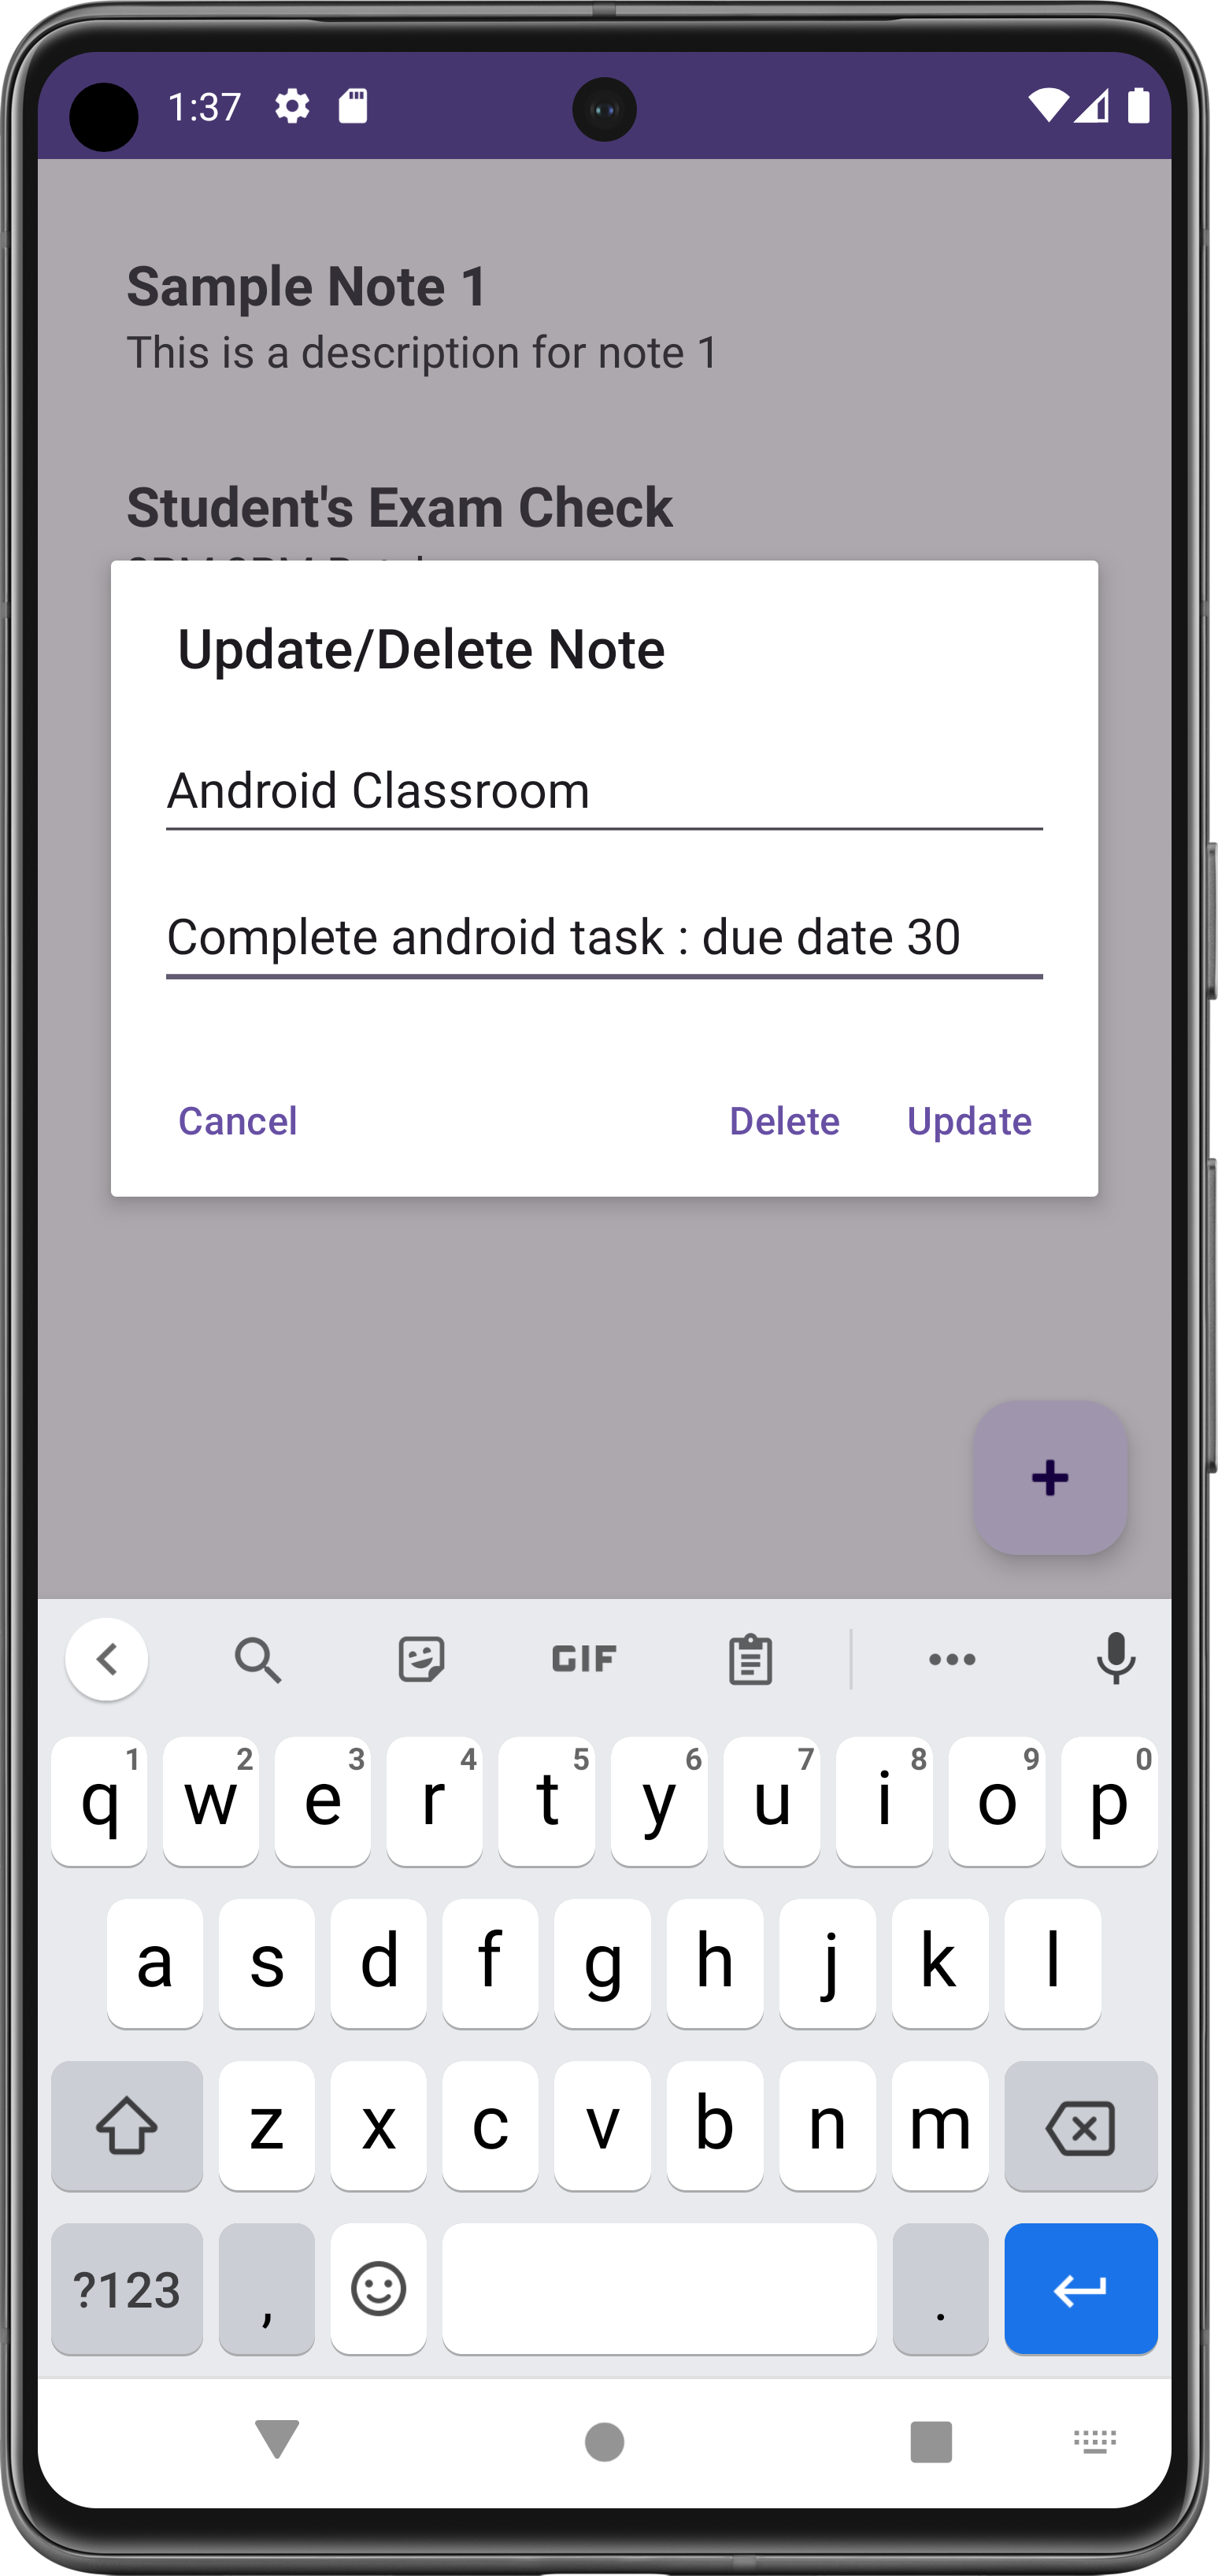 1:37
Sample Note 1
This is a description for note 1
Student's Exam Check
Update/Delete Note
Android Classroom
Complete android task : due date 30
Cancel Delete Update
+
GIF
1 2 3 4 5 6 7 8 9 0
q w e r t y u i o p
a s d f g h j k l
z x c v b n m
?123 , .